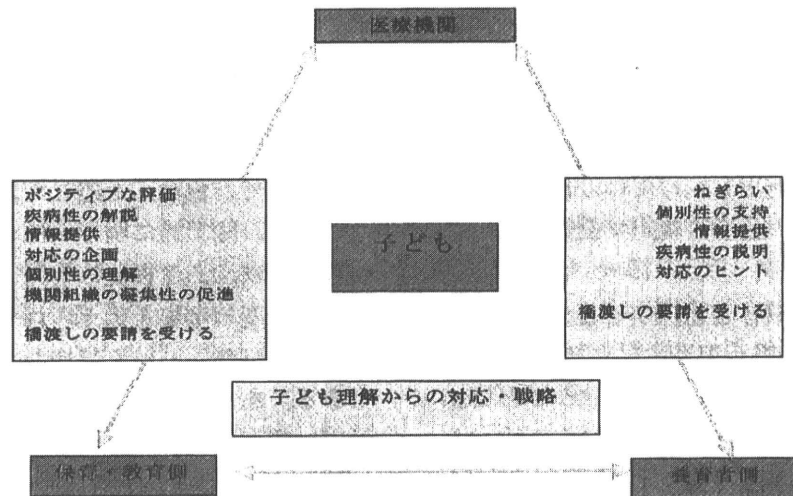 医療機関
ポジティブな評価
疾病性の解説
情報提供
対応の企画
個別性の理解
機関組織の凝集性の促進
橋渡しの要請を受ける
ねぎらい
個別性の支持
情報提供
疾病性の説明
対応のヒント
橋渡しの要請を受ける
子ども
子ども理解からの対応・戦略
保育・教育側
養育者側